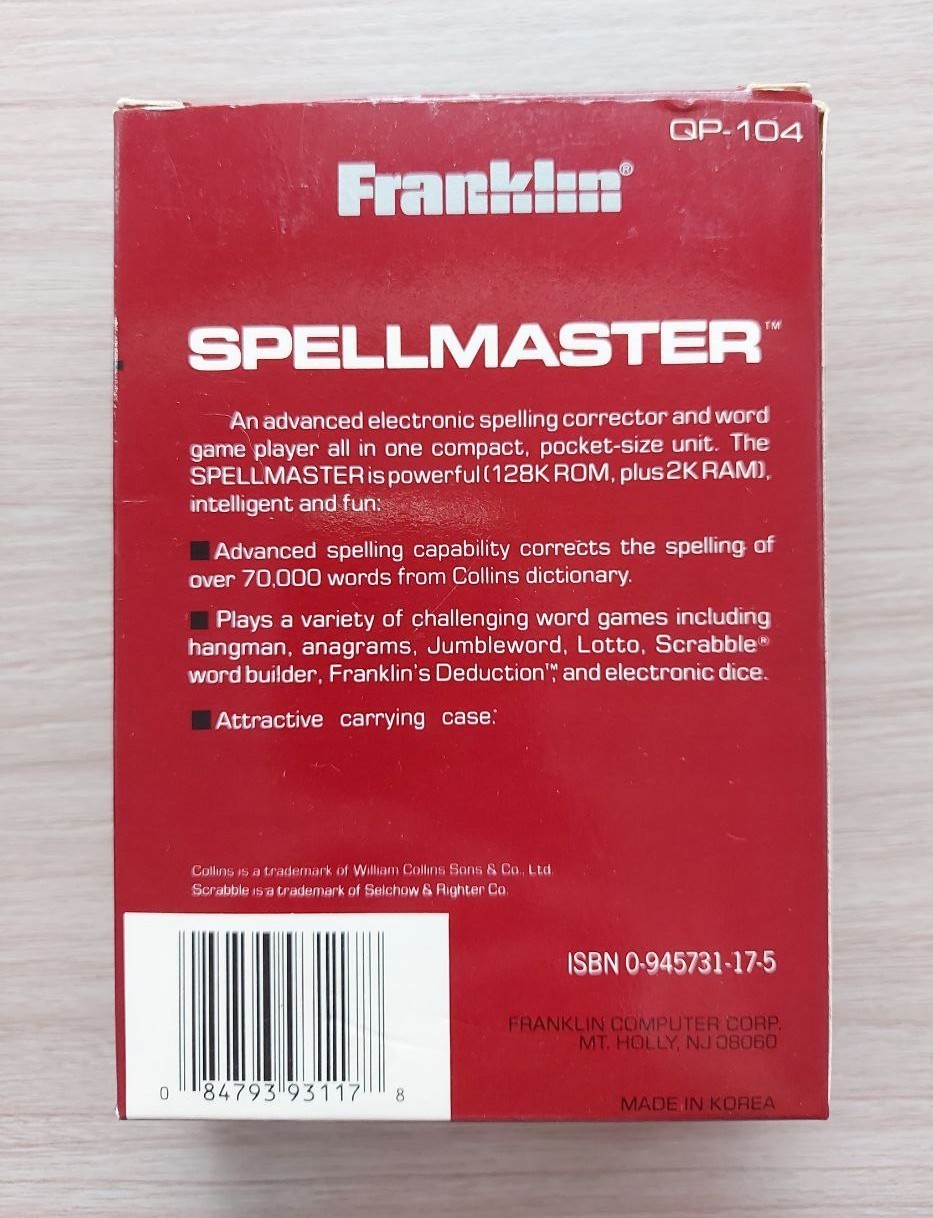 QP-104
Franklin®
SPELLMASTER™
An advanced electronic spelling corrector and word
game player all in one compact, pocket-size unit. The
SPELLMASTER is powerful (128K ROM, plus 2K RAM),
intelligent and fun:
■ Advanced spelling capability corrects the spelling of
over 70,000 words from Collins dictionary.
■ Plays a variety of challenging word games including
hangman, anagrams, Jumbleword, Lotto, Scrabble®
word builder, Franklin's Deduction™, and electronic dice.
■ Attractive carrying case.
Collins is a trademark of William Collins Sons & Co., Ltd.
Scrabble is a trademark of Selchow & Righter Co.
ISBN 0-945731-17-5
FRANKLIN COMPUTER CORP.
MT. HOLLY, NJ 08060
0 84793 93117 8
MADE IN KOREA